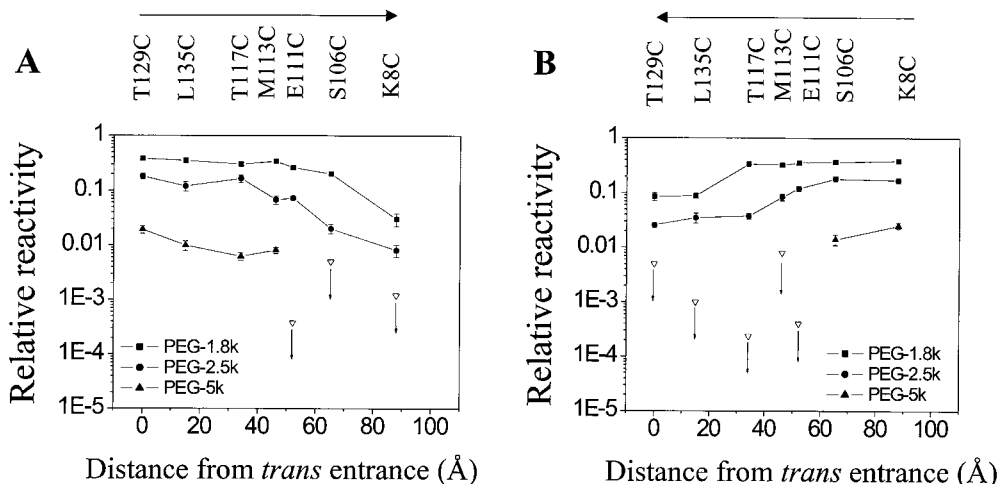 A
T129C
L135C
T117C
M113C
E111C
S106C
K8C
Relative reactivity
1
0.1
0.01
1E-3
1E-4
1E-5
PEG-1.8k
PEG-2.5k
PEG-5k
0 20 40 60 80 100
Distance from trans entrance (Å)
B
T129C
L135C
T117C
M113C
E111C
S106C
K8C
Relative reactivity
1
0.1
0.01
1E-3
1E-4
1E-5
PEG-1.8k
PEG-2.5k
PEG-5k
0 20 40 60 80 100
Distance from trans entrance (Å)